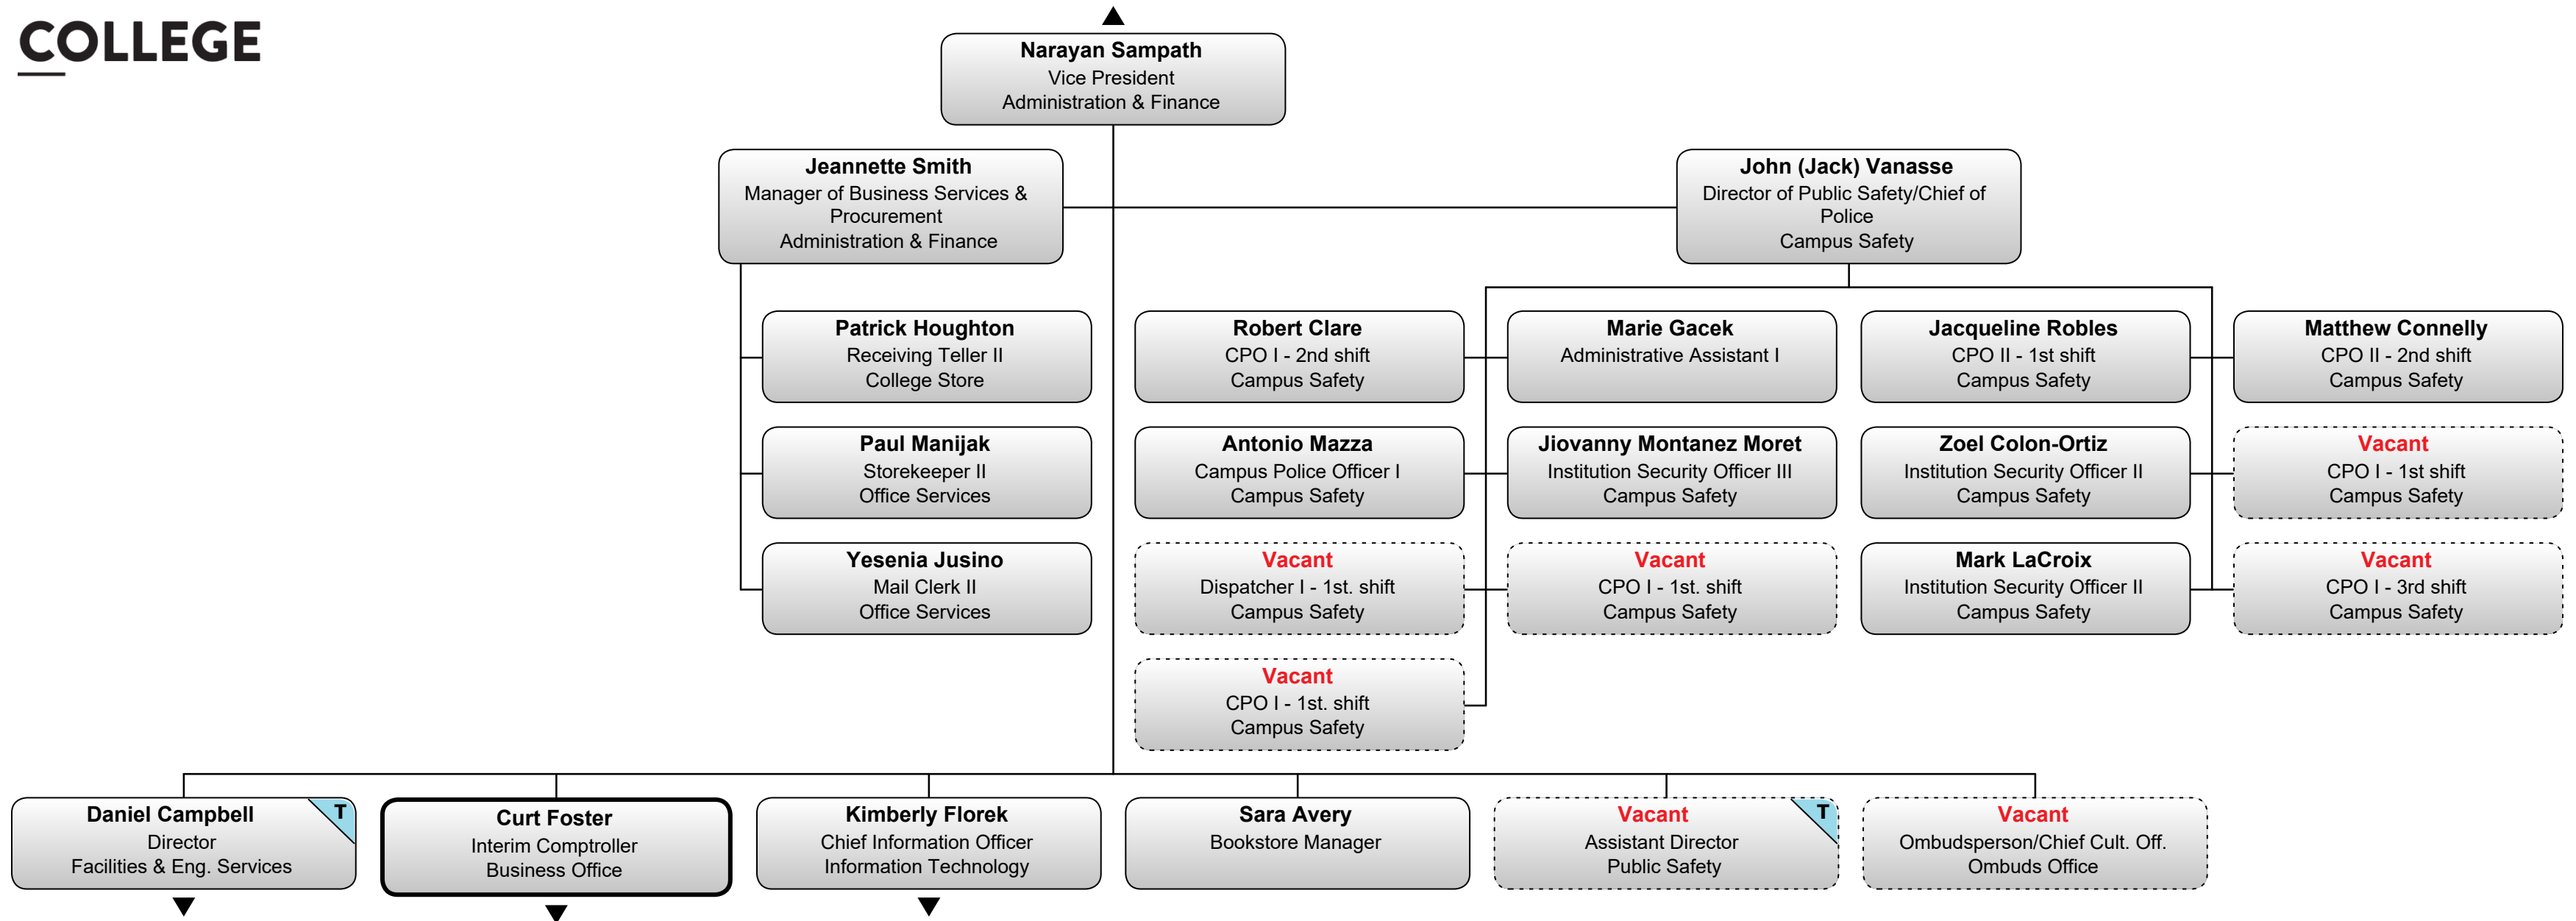 COLLEGE
Narayan Sampath
Vice President
Administration & Finance
Jeannette Smith
Manager of Business Services &
Procurement
Administration & Finance
John (Jack) Vanasse
Director of Public Safety/Chief of
Police
Campus Safety
Patrick Houghton
Receiving Teller II
College Store
Robert Clare
CPO I - 2nd shift
Campus Safety
Marie Gacek
Administrative Assistant I
Jacqueline Robles
CPO II - 1st shift
Campus Safety
Matthew Connelly
CPO II - 2nd shift
Campus Safety
Paul Manijak
Storekeeper II
Office Services
Antonio Mazza
Campus Police Officer I
Campus Safety
Jiovanny Montanez Moret
Institution Security Officer III
Campus Safety
Zoel Colon-Ortiz
Institution Security Officer II
Campus Safety
Vacant
CPO I - 1st shift
Campus Safety
Yesenia Jusino
Mail Clerk II
Office Services
Vacant
Dispatcher I - 1st. shift
Campus Safety
Vacant
CPO I - 1st. shift
Campus Safety
Mark LaCroix
Institution Security Officer II
Campus Safety
Vacant
CPO I - 3rd shift
Campus Safety
Vacant
CPO I - 1st. shift
Campus Safety
Daniel Campbell
Director
Facilities & Eng. Services
T
Curt Foster
Interim Comptroller
Business Office
Kimberly Florek
Chief Information Officer
Information Technology
Sara Avery
Bookstore Manager
Vacant
Assistant Director
Public Safety
T
Vacant
Ombudsperson/Chief Cult. Off.
Ombuds Office